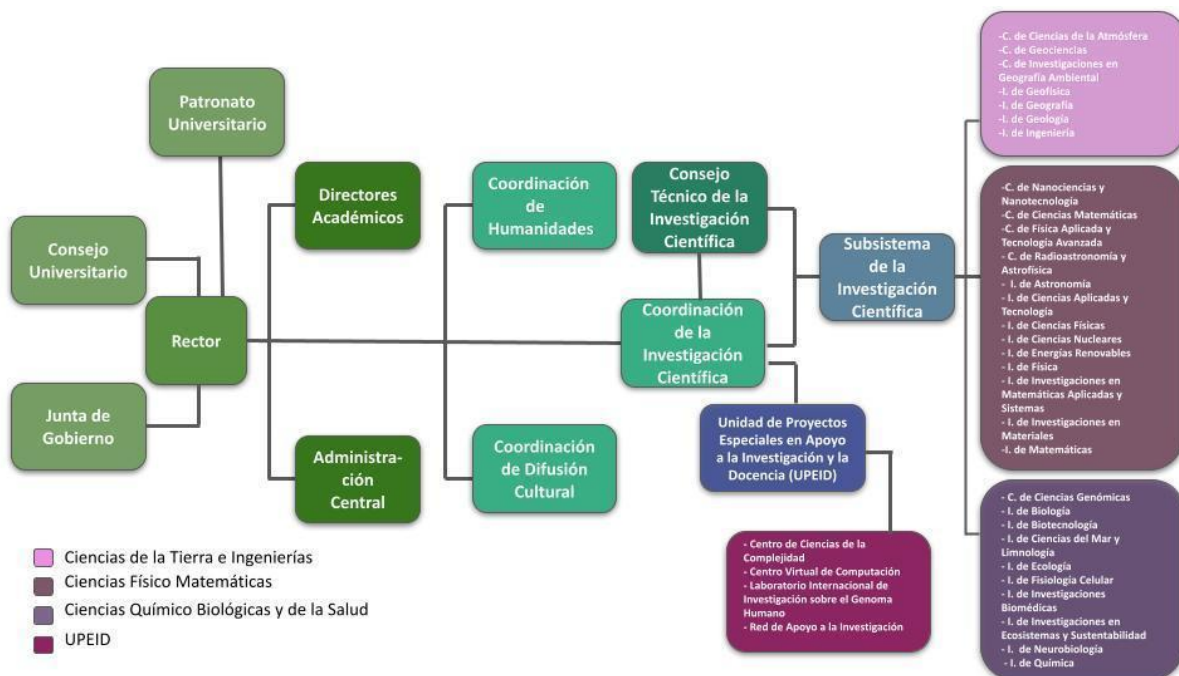 Patronato
Universitario
Consejo
Universitario
Rector
Junta de
Gobierno
Directores
Académicos
Administra-
ción
Central
Coordinación
de
Humanidades
Coordinación
de Difusión
Cultural
Consejo
Técnico de la
Investigación
Científica
Coordinación
de la
Investigación
Científica
Unidad de Proyectos
Especiales en Apoyo
a la Investigación y la
Docencia (UPEID)
- Centro de Ciencias de la
Complejidad
- Centro Virtual de Computación
- Laboratorio Internacional de
Investigación sobre el Genoma
Humano
- Red de Apoyo a la Investigación
Subsistema
de la
Investigación
Científica
-C. de Ciencias de la Atmósfera
-C. de Geociencias
-C. de Investigaciones en
Geografía Ambiental
-I. de Geofísica
-I. de Geografía
-I. de Geología
-I. de Ingeniería
-C. de Nanociencias y
Nanotecnología
-C. de Ciencias Matemáticas
-C. de Física Aplicada y
Tecnología Avanzada
- C. de Radioastronomía y
Astrofísica
- I. de Astronomía
- I. de Ciencias Aplicadas y
Tecnología
- I. de Ciencias Físicas
- I. de Ciencias Nucleares
- I. de Energías Renovables
- I. de Física
- I. de Investigaciones en
Matemáticas Aplicadas y
Sistemas
- I. de Investigaciones en
Materiales
-I. de Matemáticas
- C. de Ciencias Genómicas
- I. de Biología
- I. de Biotecnología
- I. de Ciencias del Mar y
Limnología
- I. de Ecología
- I. de Fisiología Celular
- I. de Investigaciones
Biomédicas
- I. de Investigaciones en
Ecosistemas y Sustentabilidad
- I. de Neurobiología
- I. de Química
Ciencias de la Tierra e Ingenierías
Ciencias Físico Matemáticas
Ciencias Químico Biológicas y de la Salud
UPEID